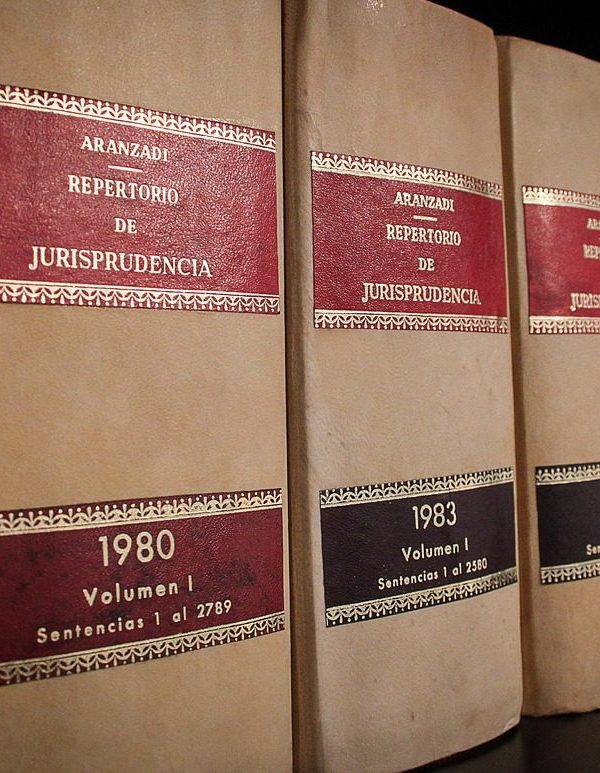 ARANZADI
REPERTORIO
DE
JURISPRUDENCIA
1980
Volumen I
Sentencias 1 al 2789
ARANZADI
REPERTORIO
DE
JURISPRUDENCIA
1983
Volumen I
Sentencias 1 al 2580